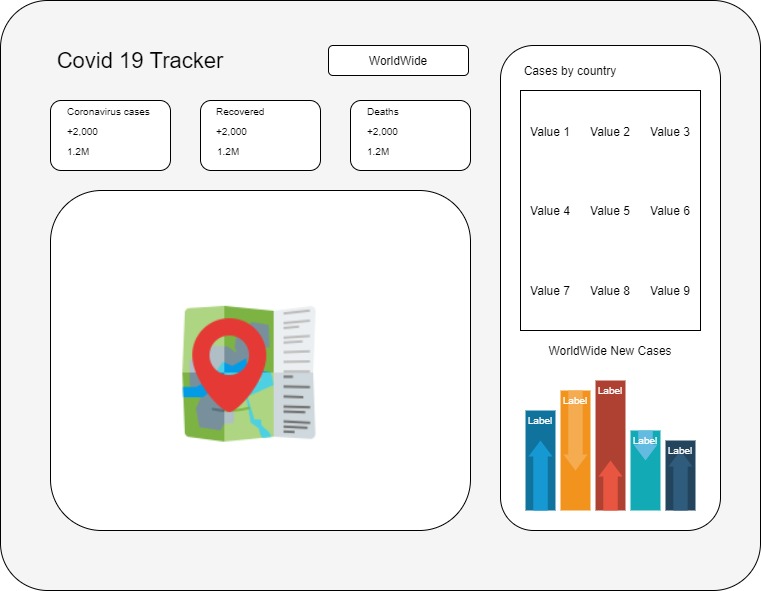 Covid 19 Tracker
WorldWide
Coronavirus cases
+2,000
1.2M
Recovered
+2,000
1.2M
Deaths
+2,000
1.2M
Cases by country
Value 1 Value 2 Value 3
Value 4 Value 5 Value 6
Value 7 Value 8 Value 9
WorldWide New Cases
Label
Label
Label
Label
Label